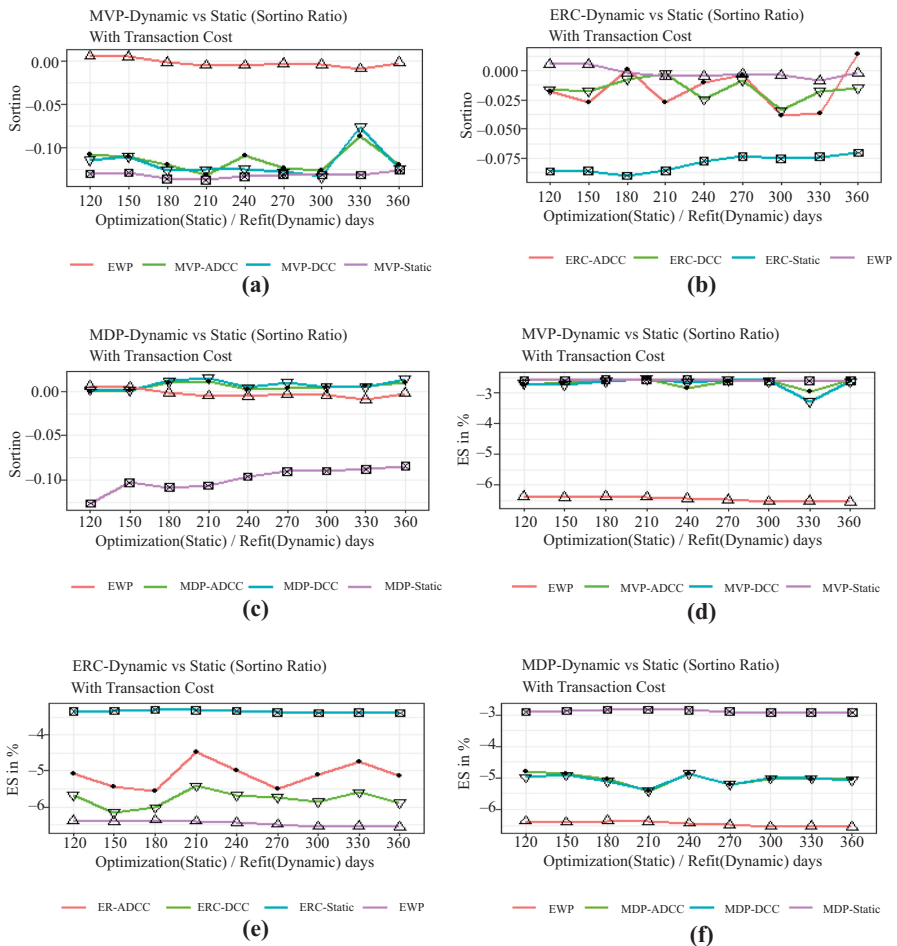 MVP-Dynamic vs Static (Sortino Ratio)
With Transaction Cost
0.00
−0.05
−0.10
Sortino
120 150 180 210 240 270 300 330 360
Optimization(Static) / Refit(Dynamic) days
EWP MVP-ADCC MVP-DCC MVP-Static
(a)
ERC-Dynamic vs Static (Sortino Ratio)
With Transaction Cost
0.000
−0.025
−0.050
−0.075
Sortino
120 150 180 210 240 270 300 330 360
Optimization(Static) / Refit(Dynamic) days
ERC-ADCC ERC-DCC ERC-Static EWP
(b)
MDP-Dynamic vs Static (Sortino Ratio)
With Transaction Cost
0.00
−0.05
−0.10
Sortino
120 150 180 210 240 270 300 330 360
Optimization(Static) / Refit(Dynamic) days
EWP MDP-ADCC MDP-DCC MDP-Static
(c)
MVP-Dynamic vs Static (Sortino Ratio)
With Transaction Cost
−3
−4
−5
−6
ES in %
120 150 180 210 240 270 300 330 360
Optimization(Static) / Refit(Dynamic) days
EWP MVP-ADCC MVP-DCC MVP-Static
(d)
ERC-Dynamic vs Static (Sortino Ratio)
With Transaction Cost
−4
−5
−6
ES in %
120 150 180 210 240 270 300 330 360
Optimization(Static) / Refit(Dynamic) days
ER-ADCC ERC-DCC ERC-Static EWP
(e)
MDP-Dynamic vs Static (Sortino Ratio)
With Transaction Cost
−3
−4
−5
−6
ES in %
120 150 180 210 240 270 300 330 360
Optimization(Static) / Refit(Dynamic) days
EWP MDP-ADCC MDP-DCC MDP-Static
(f)